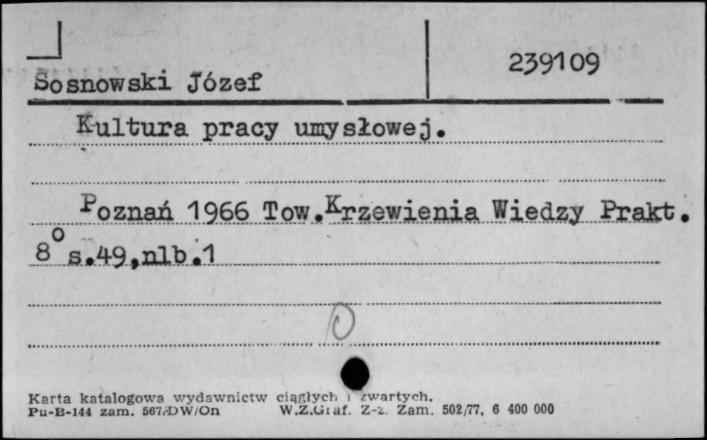 239109
Sosnowski Józef
Kultura pracy umysłowej.
Poznań 1966 Tow.Krzewienia Wiedzy Prakt.
8° s.49,nlb.1
Karta katalogowa wydawnictw ciągłych i zwartych.
Pu-B-144 zam. 567/DW/On W.Z.Graf. Z-z. Zam. 502/77. 6 400 000